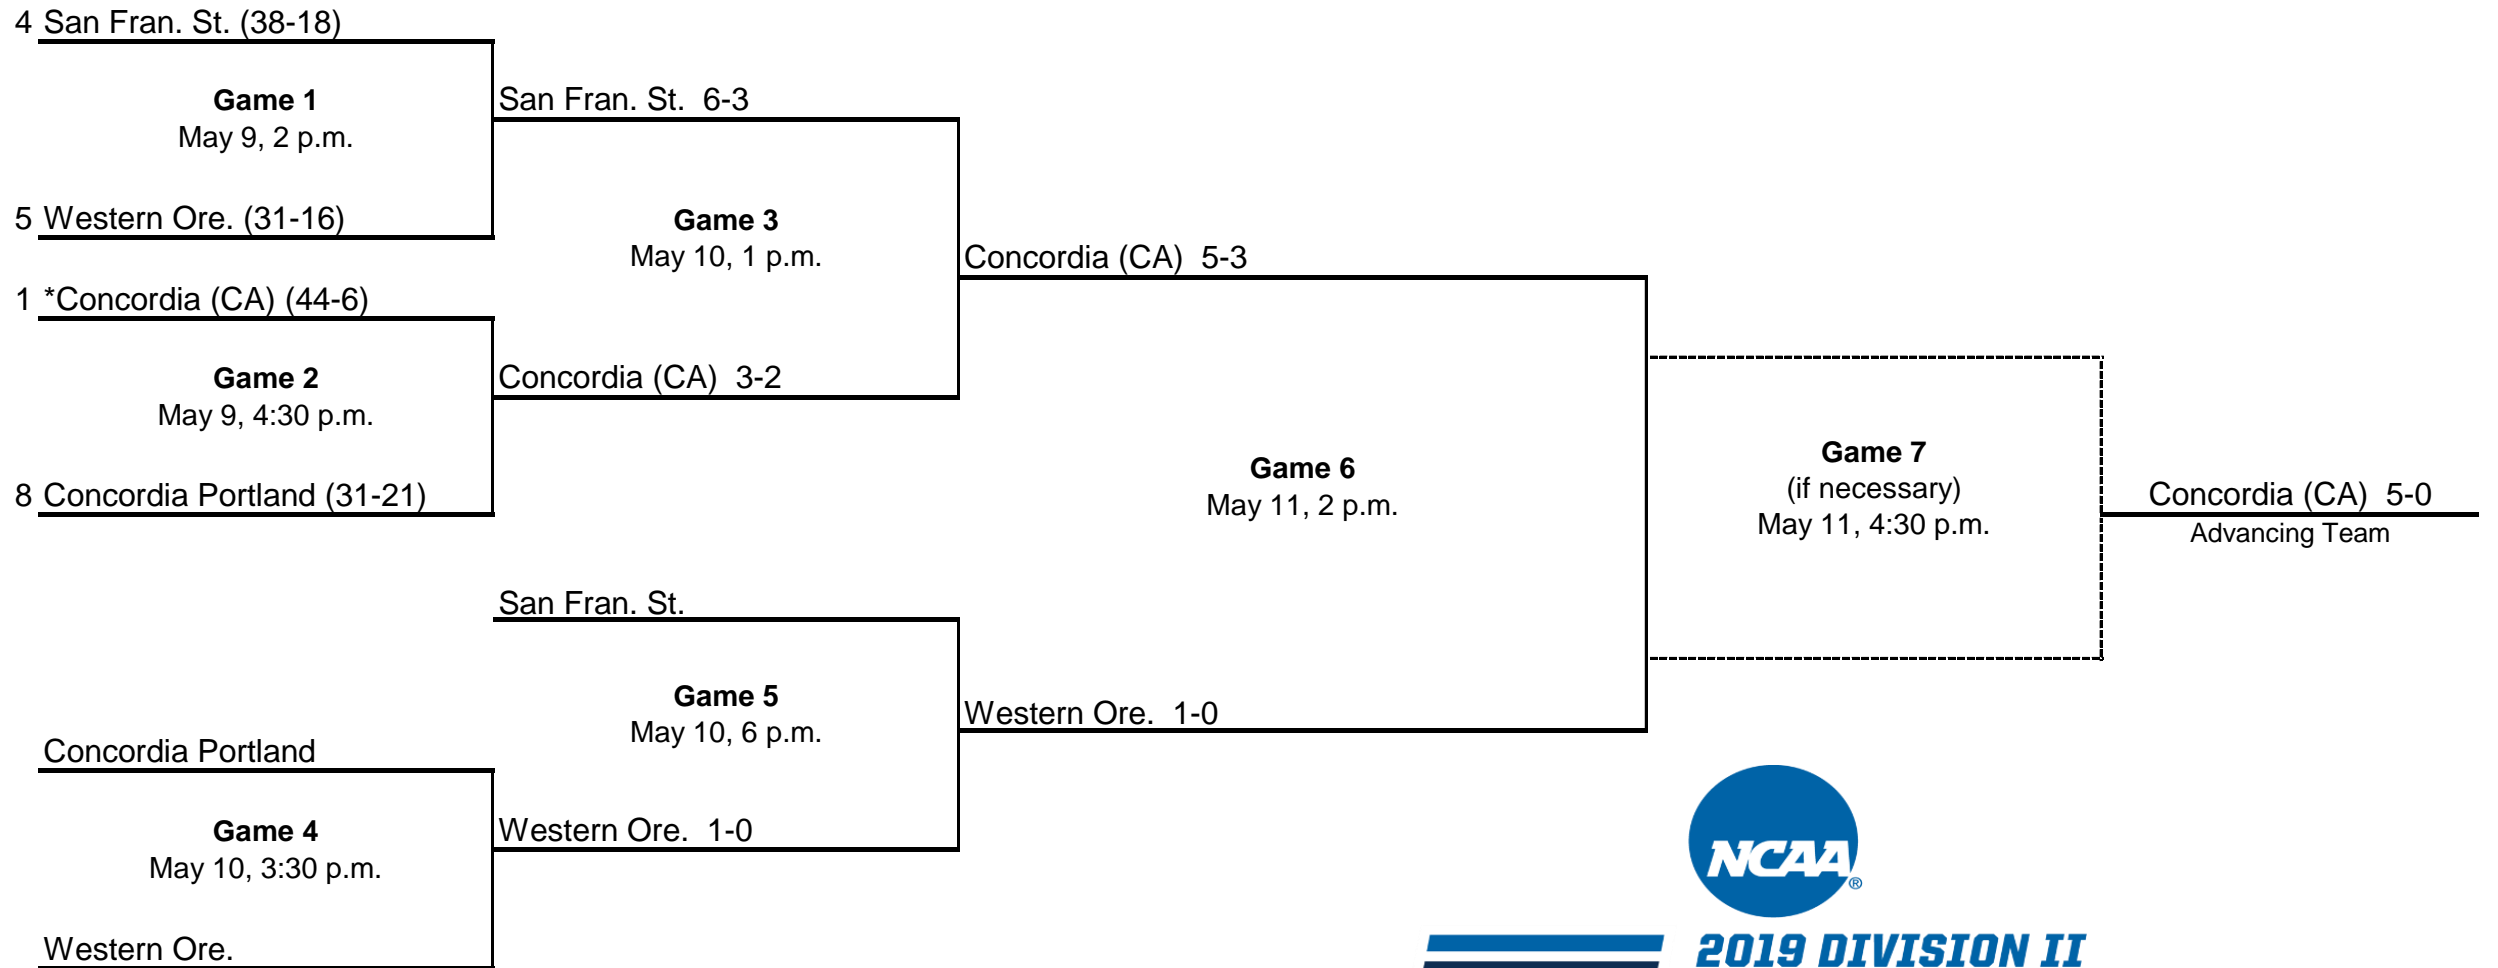 4 San Fran. St. (38-18)
Game 1
May 9, 2 p.m.
San Fran. St. 6-3
5 Western Ore. (31-16)
Game 3
May 10, 1 p.m.
Concordia (CA) 5-3
1 *Concordia (CA) (44-6)
Game 2
May 9, 4:30 p.m.
Concordia (CA) 3-2
8 Concordia Portland (31-21)
Game 6
May 11, 2 p.m.
Game 7
(if necessary)
May 11, 4:30 p.m.
Concordia (CA) 5-0
Advancing Team
San Fran. St.
Game 5
May 10, 6 p.m.
Western Ore. 1-0
Concordia Portland
Game 4
May 10, 3:30 p.m.
Western Ore. 1-0
Western Ore.
NCAA®
2019 DIVISION II